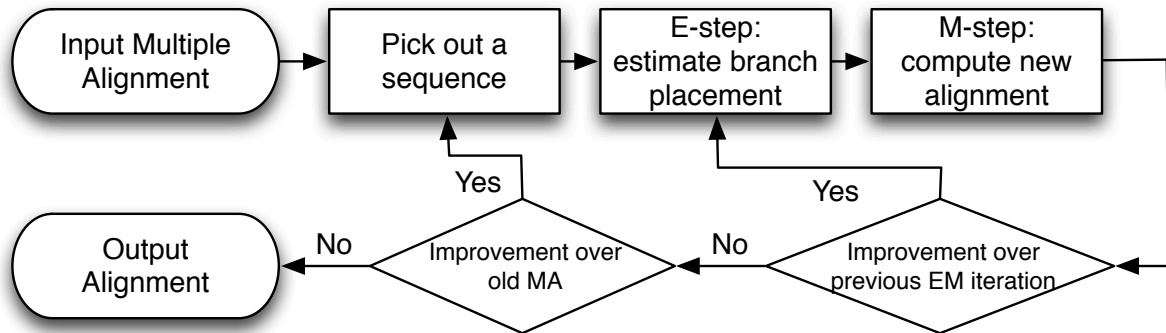 Input Multiple
Alignment
Pick out a
sequence
E-step:
estimate branch
placement
M-step:
compute new
alignment
Yes
Yes
Output
Alignment
No
Improvement over
old MA
No
Improvement over
previous EM iteration